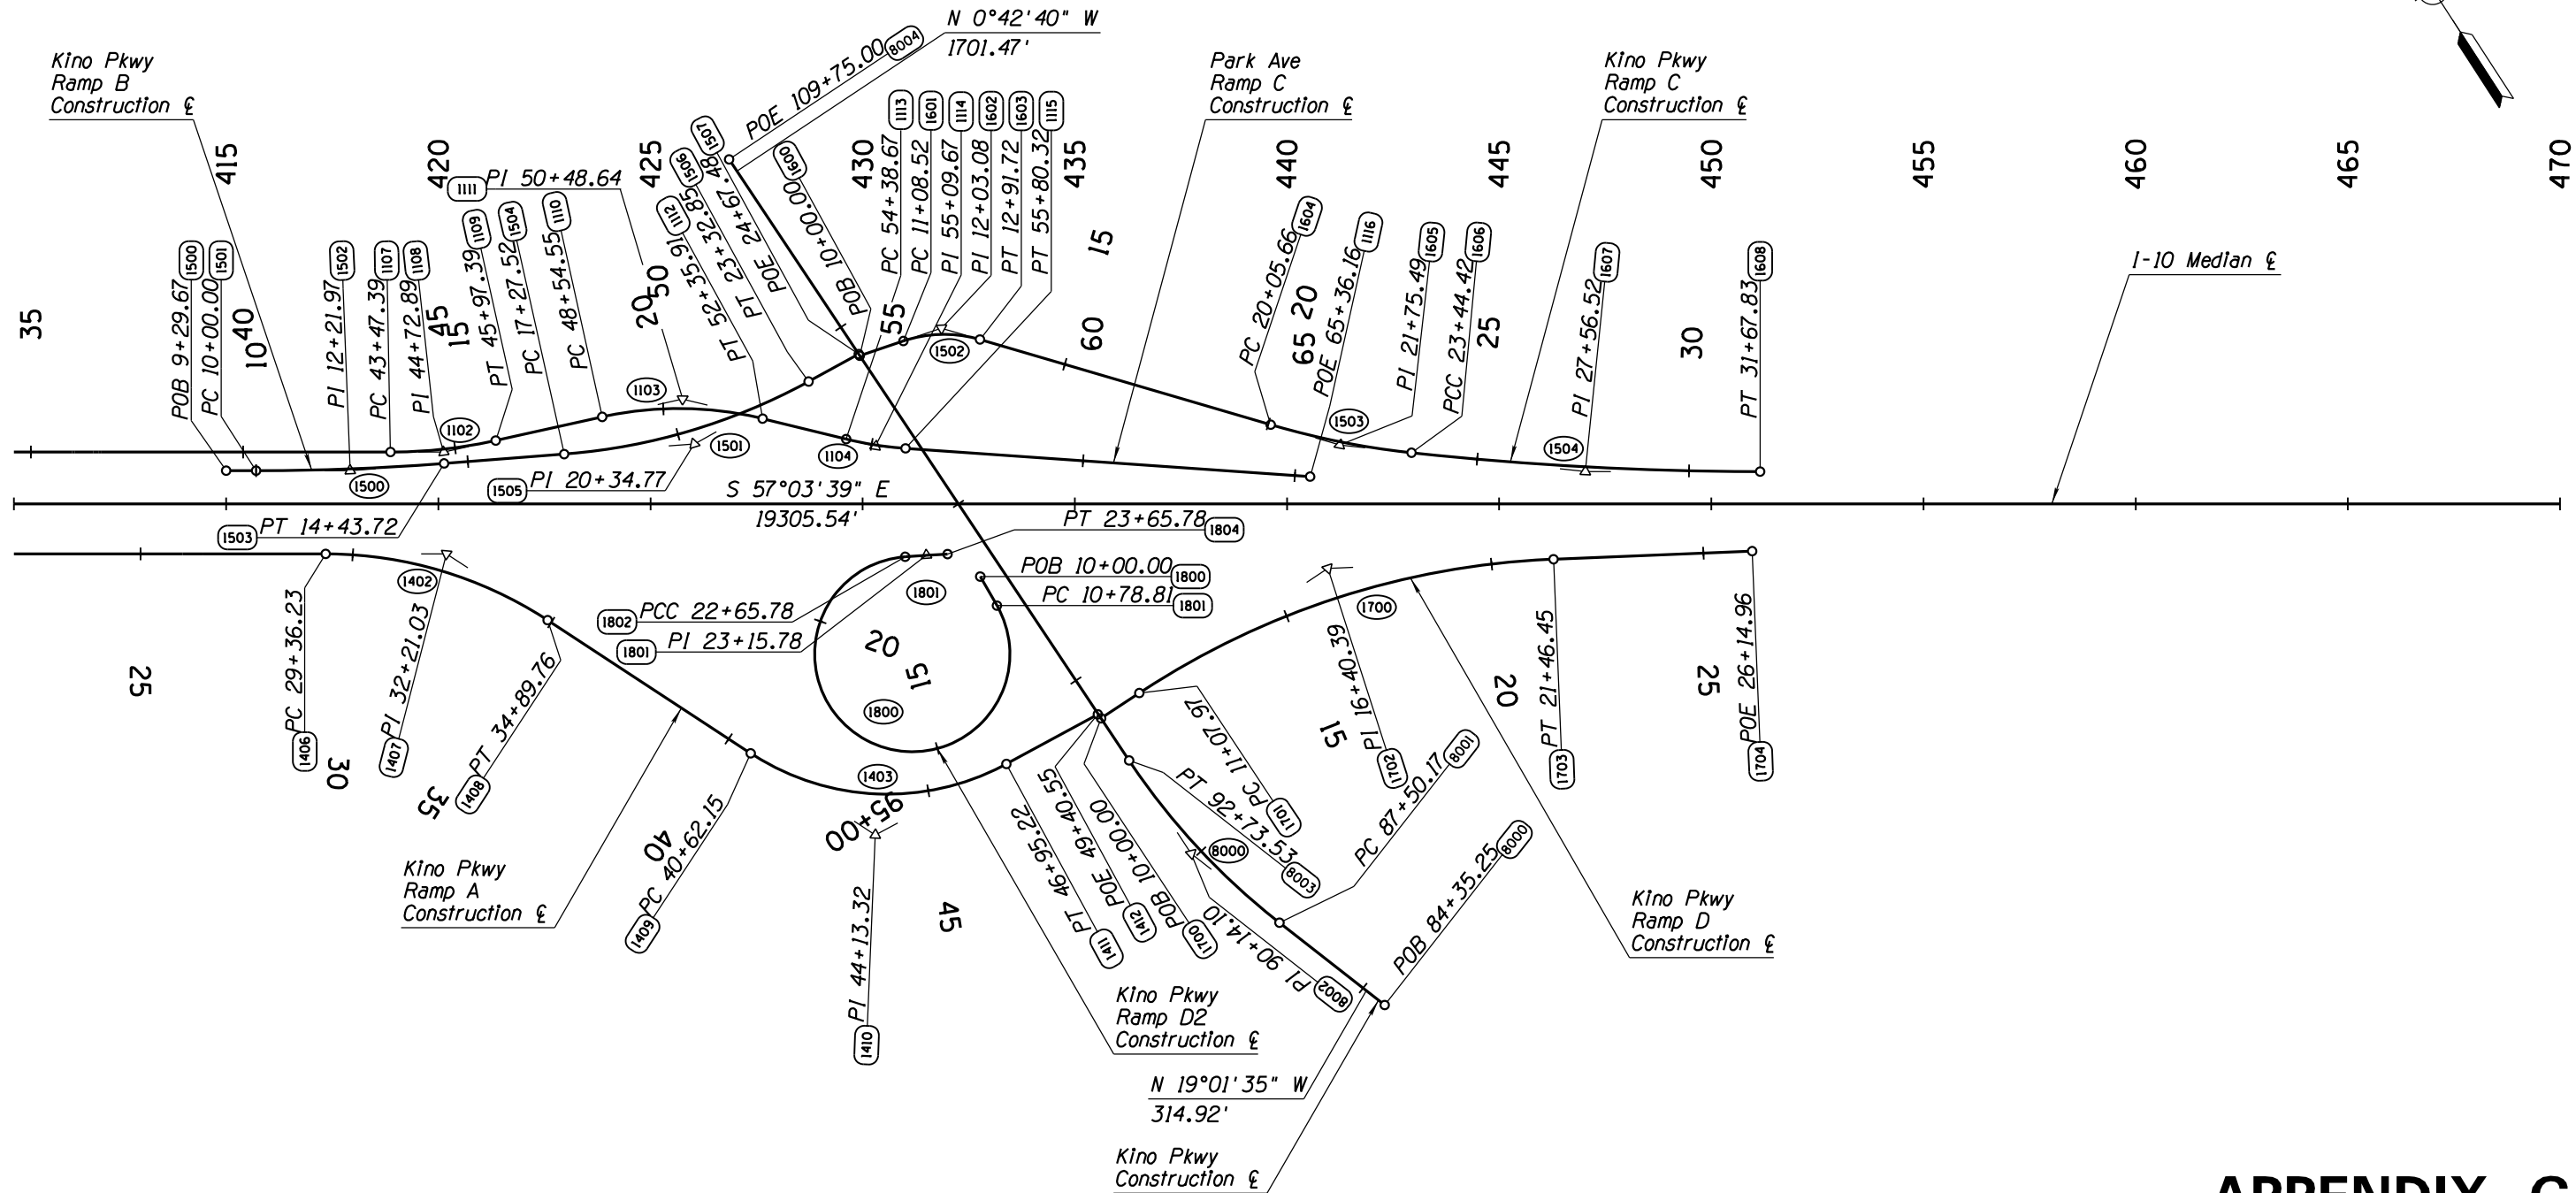 N 0°42'40" W
1701.47'
Kino Pkwy
Ramp B
Construction ℄
POE 109+75.00
8004
Park Ave
Ramp C
Construction ℄
Kino Pkwy
Ramp C
Construction ℄
415
420
425
430
435
440
445
450
455
460
465
470
1111
PI 50+48.64
I-10 Median ℄
POB 9+29.67
1500
PC 10+00.00
1501
PI 12+21.97
1502
PC 43+47.39
1107
PI 44+72.89
1108
PT 45+97.39
1109
PC 17+27.52
1504
PC 48+54.55
1110
PT 52+35.91
1112
PT 23+32.85
1506
POE 24+67.48
1507
POB 10+00.00
1600
PC 54+38.67
1113
PC 11+08.52
1601
PI 55+09.67
1114
PI 12+03.08
1602
PT 12+91.72
1603
PT 55+80.32
1115
PC 20+05.66
1604
POE 65+36.16
1116
PI 21+75.49
1605
PCC 23+44.42
1606
PI 27+56.52
1607
PT 31+67.83
1608
35
40
10
45
15
50
20
55
15
60
20
65
25
30
1102
1103
1104
1500
1501
1502
1503
1504
1505
PI 20+34.77
S 57°03'39" E
19305.54'
1503
PT 14+43.72
PT 23+65.78
1804
POB 10+00.00
1800
PC 10+78.81
1801
1802
PCC 22+65.78
1801
PI 23+15.78
1801
1402
1700
20
15
1800
1403
25
30
35
40
95+00
45
15
20
25
PC 29+36.23
1406
PI 32+21.03
1407
PT 34+89.76
1408
PC 40+62.15
1409
PI 44+13.32
1410
PT 46+95.22
1411
POE 49+40.55
1412
POB 10+00.00
1700
PC 11+07.97
1701
PI 16+40.39
1702
PT 21+46.45
1703
POE 26+14.96
1704
PT 92+73.53
8003
8000
PI 90+14.10
8002
PC 87+50.17
8001
POB 84+35.25
8000
Kino Pkwy
Ramp A
Construction ℄
Kino Pkwy
Ramp D
Construction ℄
Kino Pkwy
Ramp D2
Construction ℄
N 19°01'35" W
314.92'
Kino Pkwy
Construction ℄
APPENDIX